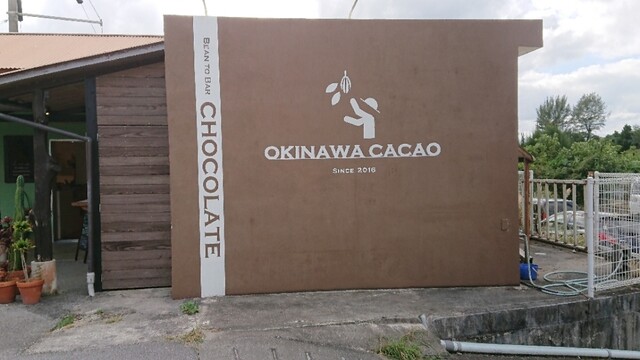 BEAN TO BAR CHOCOLATE
OKINAWA CACAO
SINCE 2016